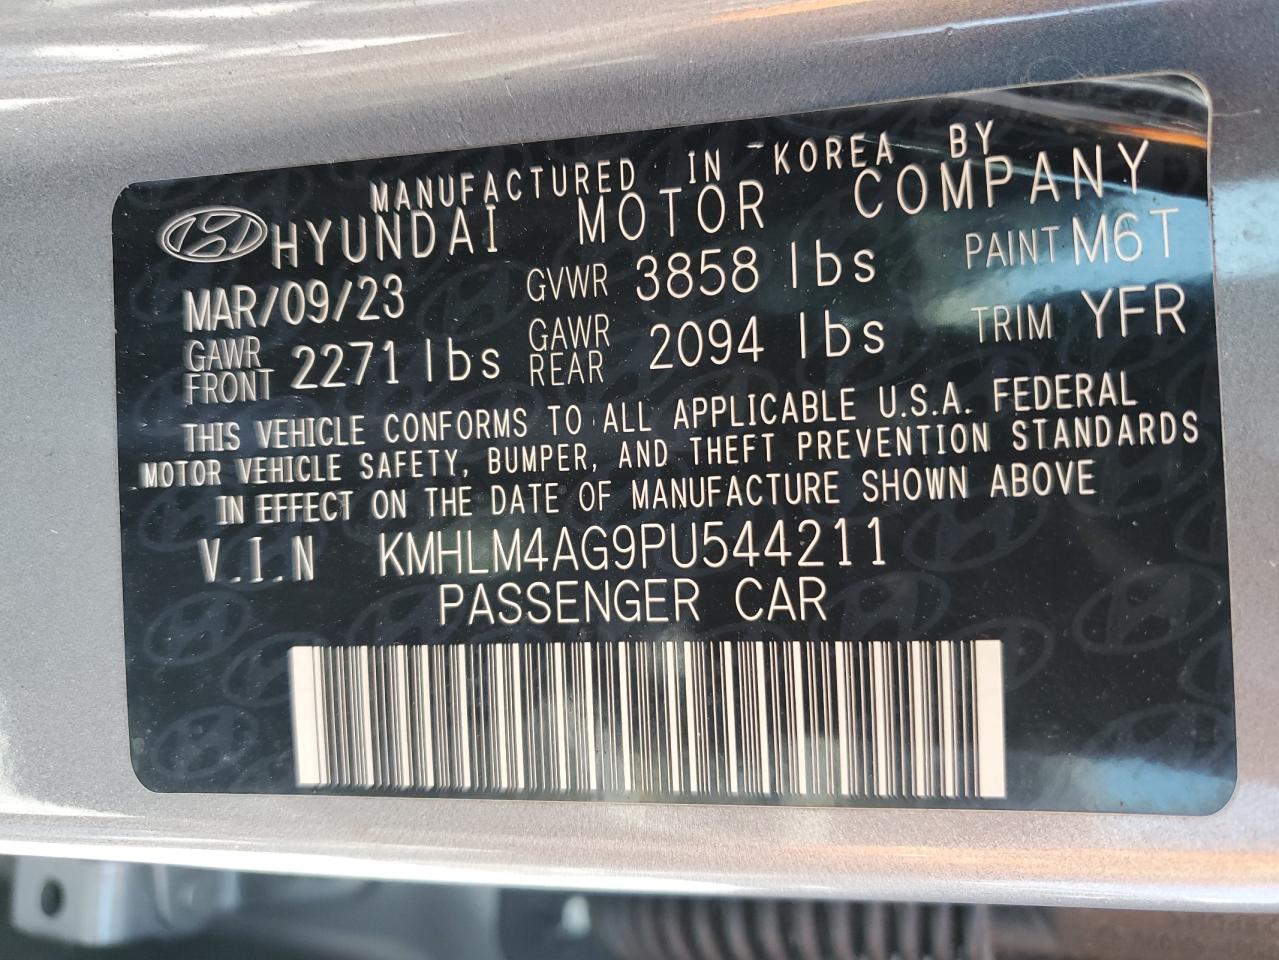 MANUFACTURED IN KOREA BY
HYUNDAI MOTOR COMPANY
MAR/09/23 GVWR 3858 lbs PAINT M6T
GAWR FRONT 2271 lbs GAWR REAR 2094 lbs TRIM YFR
THIS VEHICLE CONFORMS TO ALL APPLICABLE U.S.A. FEDERAL
MOTOR VEHICLE SAFETY, BUMPER, AND THEFT PREVENTION STANDARDS
IN EFFECT ON THE DATE OF MANUFACTURE SHOWN ABOVE
V.I.N KMHLM4AG9PU544211
PASSENGER CAR